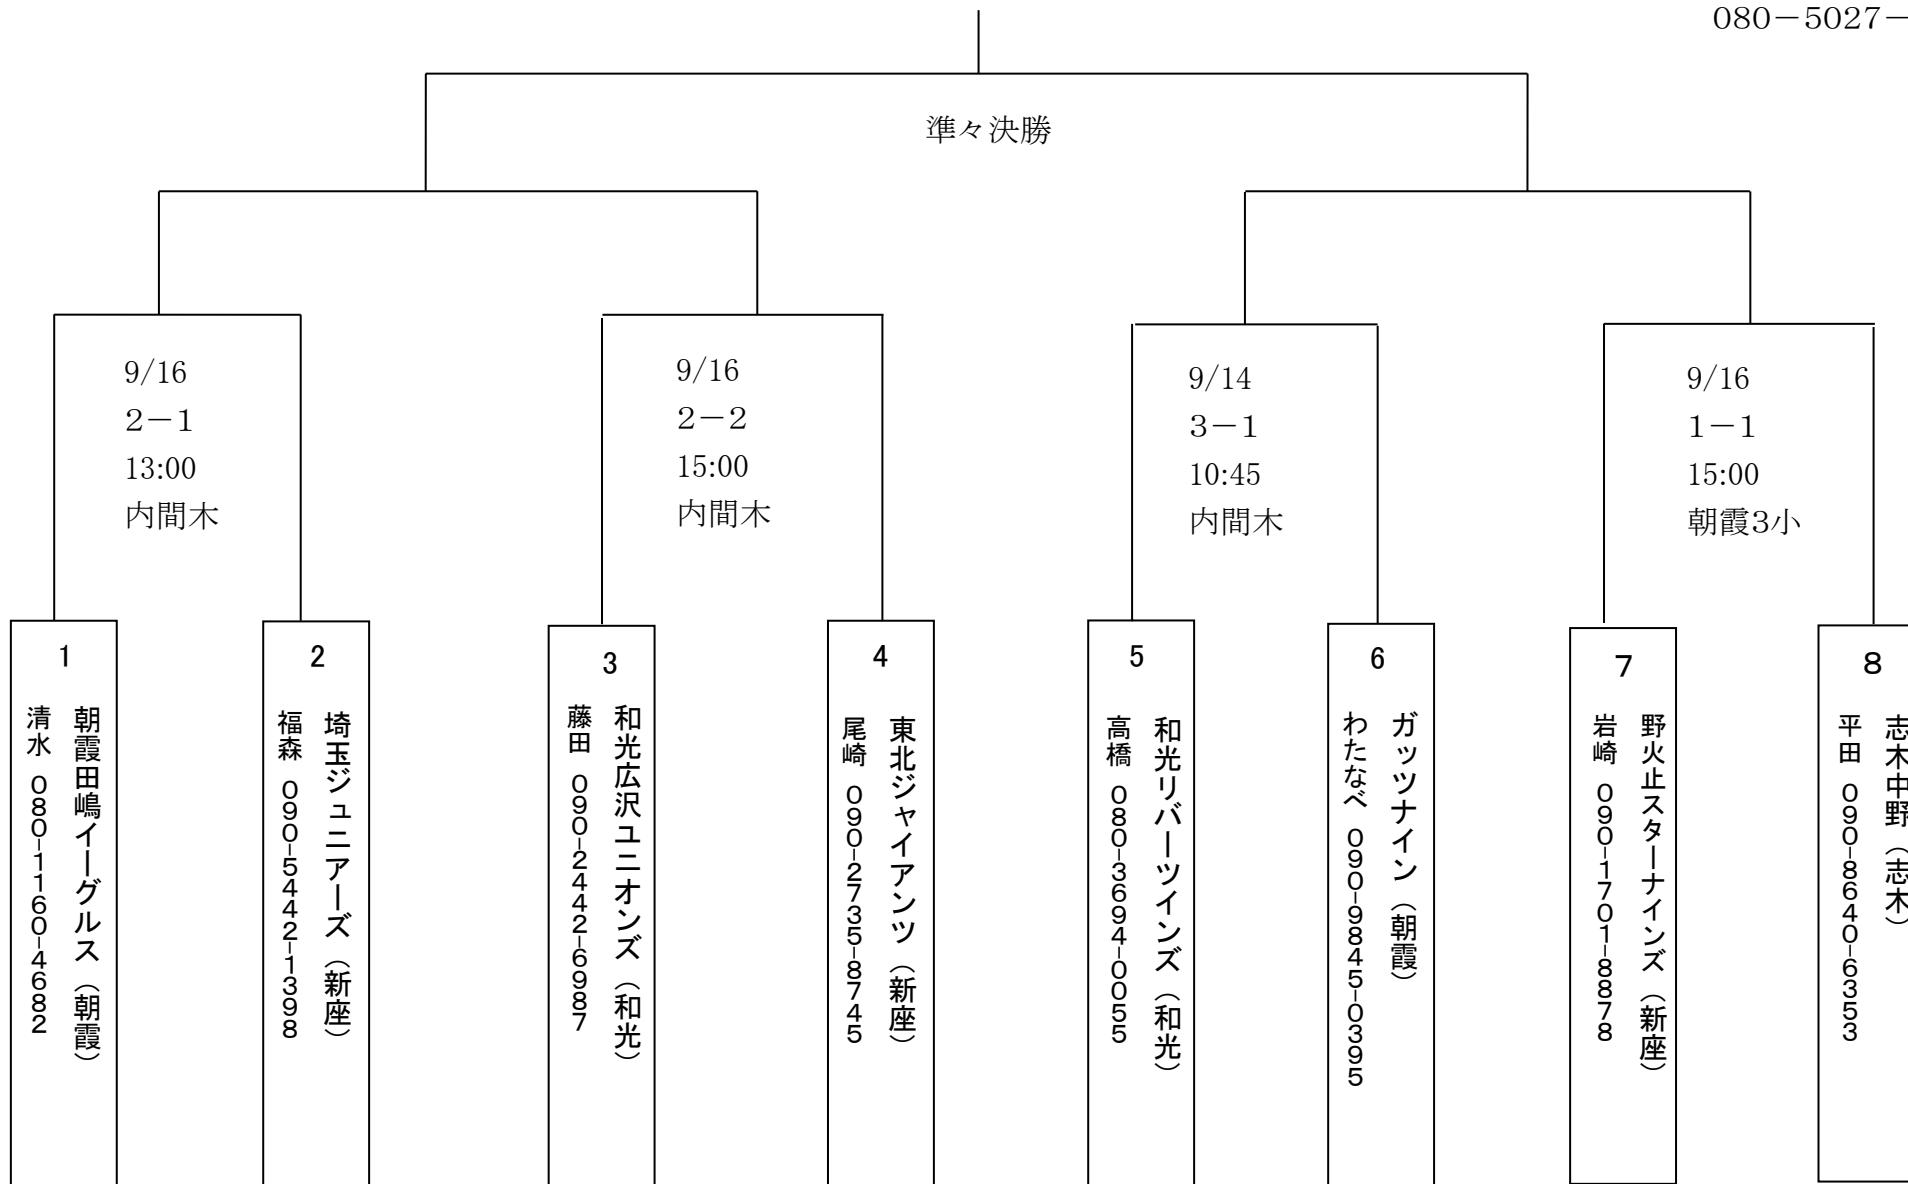 080－5027－
準々決勝
9/16
２－１
13:00
内間木
9/16
２－２
15:00
内間木
9/14
３－１
10:45
内間木
9/16
１－１
15:00
朝霞３小
1
朝霞田嶋イーグルス（朝霞）
清水 080-1160-4682
2
埼玉ジュニアーズ（新座）
福森 090-5442-1398
3
和光広沢ユニオンズ（和光）
藤田 090-2442-6987
4
東北ジャイアンツ（新座）
尾崎 090-2735-8745
5
和光リバーツインズ（和光）
高橋 080-3694-0055
6
ガッツナイン（朝霞）
わたなべ 090-9845-0395
7
野火止スターナインズ（新座）
岩崎 090-1701-8878
8
志木中野（志木）
平田 090-8640-6353